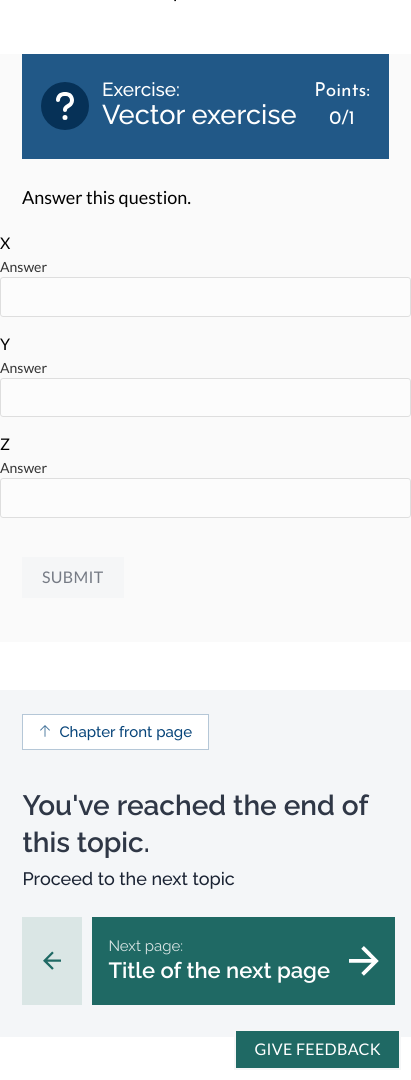 ?
Exercise:
Vector exercise
Points:
0/1
Answer this question.
X
Answer
Y
Answer
Z
Answer
SUBMIT
↑ Chapter front page
You've reached the end of
this topic.
Proceed to the next topic
Next page:
Title of the next page
GIVE FEEDBACK